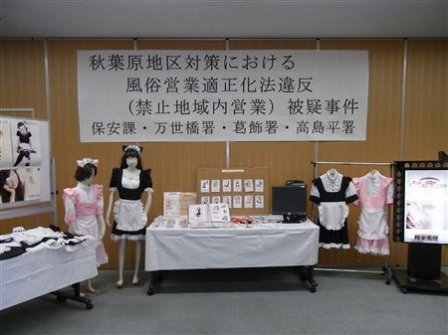 秋葉原地区対策における
風俗営業適正化法違反
（禁止地域内営業）被疑事件
保安課・万世橋署・葛飾署・高島平署